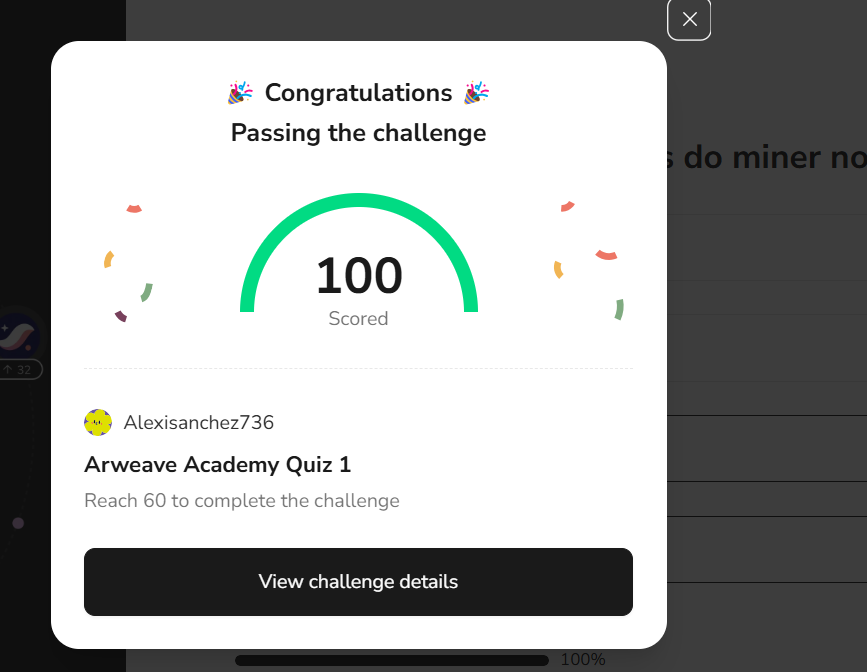 Congratulations
Passing the challenge
s do miner no
100
Scored
32
Alexisanchez736
Arweave Academy Quiz 1
Reach 60 to complete the challenge
View challenge details
100%